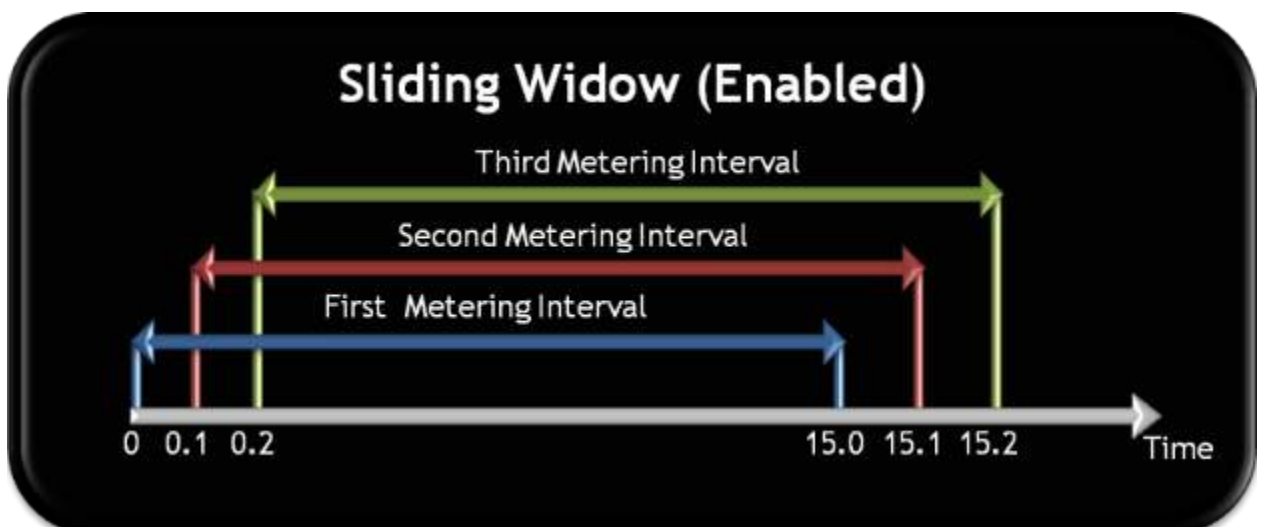 Sliding Widow (Enabled)
Third Metering Interval
Second Metering Interval
First Metering Interval
0 0.1 0.2 15.0 15.1 15.2
Time